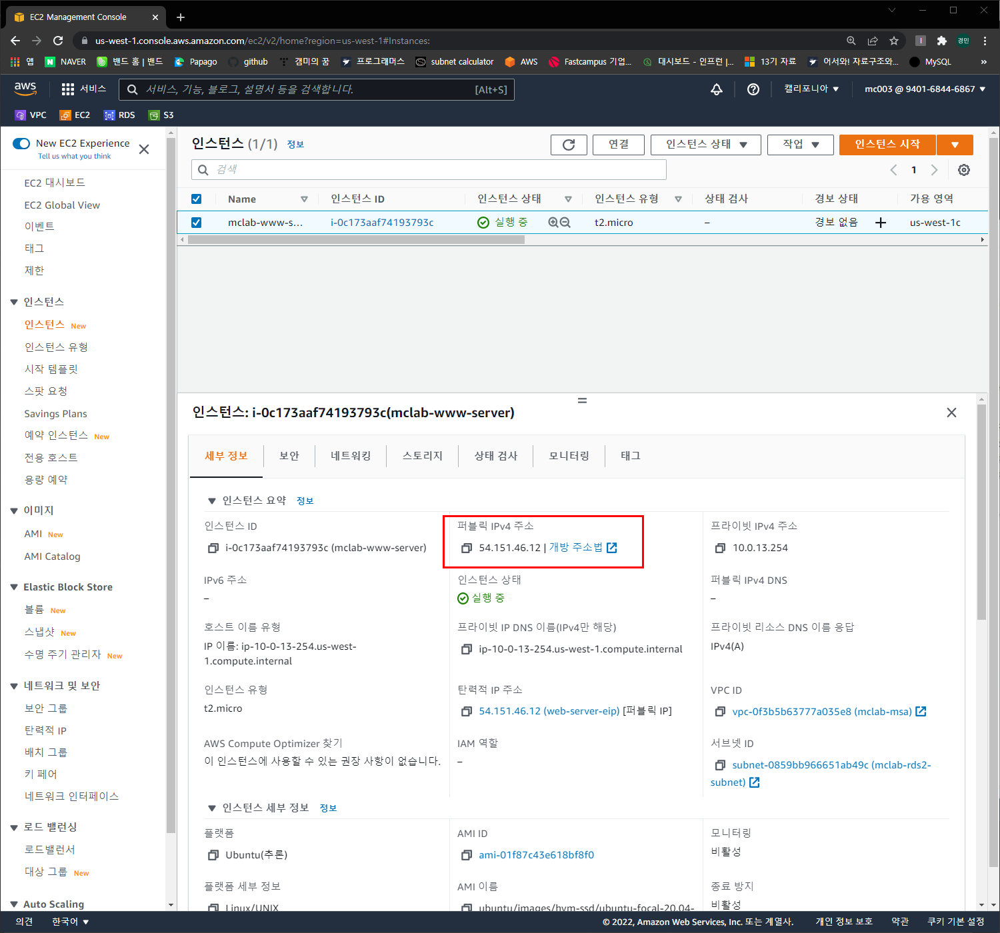 EC2 Management Console
us-west-1.console.aws.amazon.com/ec2/v2/home?region=us-west-1#Instances:
경민
앱 NAVER 밴드 홈 | 밴드 Papago github 갬미의 꿈 프로그래머스 subnet calculator AWS Fastcampus 기업... 대시보드 - 인프런 |... 13기 자료 어서와! 자료구조와... MySQL »
aws 서비스 서비스, 기능, 블로그, 설명서 등을 검색합니다. [Alt+S] 캘리포니아 ▼ mc003 @ 9401-6844-6867 ▼
VPC EC2 RDS S3
New EC2 Experience
Tell us what you think
EC2 대시보드
EC2 Global View
이벤트
태그
제한
인스턴스
인스턴스 New
인스턴스 유형
시작 템플릿
스팟 요청
Savings Plans
예약 인스턴스 New
전용 호스트
용량 예약
이미지
AMI New
AMI Catalog
Elastic Block Store
볼륨 New
스냅샷 New
수명 주기 관리자 New
네트워크 및 보안
보안 그룹
탄력적 IP
배치 그룹
키 페어
네트워크 인터페이스
로드 밸런싱
로드밸런서
대상 그룹 New
Auto Scaling
인스턴스 (1/1) 정보 연결 인스턴스 상태 ▼ 작업 ▼ 인스턴스 시작 ▼
검색 1
Name 인스턴스 ID 인스턴스 상태 인스턴스 유형 상태 검사 경보 상태 가용 영역
mclab-www-s... i-0c173aaf74193793c 실행 중 t2.micro – 경보 없음 + us-west-1c
인스턴스: i-0c173aaf74193793c(mclab-www-server)
세부 정보 보안 네트워킹 스토리지 상태 검사 모니터링 태그
▼ 인스턴스 요약 정보
인스턴스 ID 퍼블릭 IPv4 주소 프라이빗 IPv4 주소
i-0c173aaf74193793c (mclab-www-server) 54.151.46.12 | 개방 주소법 10.0.13.254
IPv6 주소 인스턴스 상태 퍼블릭 IPv4 DNS
– 실행 중 –
호스트 이름 유형 프라이빗 IP DNS 이름(IPv4만 해당) 프라이빗 리소스 DNS 이름 응답
IP 이름: ip-10-0-13-254.us-west-1.compute.internal ip-10-0-13-254.us-west-1.compute.internal IPv4(A)
인스턴스 유형 탄력적 IP 주소 VPC ID
t2.micro 54.151.46.12 (web-server-eip) [퍼블릭 IP] vpc-0f3b5b63777a035e8 (mclab-msa)
AWS Compute Optimizer 찾기 IAM 역할 서브넷 ID
이 인스턴스에 사용할 수 있는 권장 사항이 없습니다. – subnet-0859bb966651ab49c (mclab-rds2-subnet)
▼ 인스턴스 세부 정보 정보
플랫폼 AMI ID 모니터링
Ubuntu(추론) ami-01f87c43e618bf8f0 비활성
플랫폼 세부 정보 AMI 이름 종료 방지
Linux/UNIX ubuntu/images/hvm-ssd/ubuntu-focal-20.04- 비활성
의견 한국어 ▼ © 2022, Amazon Web Services, Inc. 또는 계열사. 개인 정보 보호 약관 쿠키 기본 설정